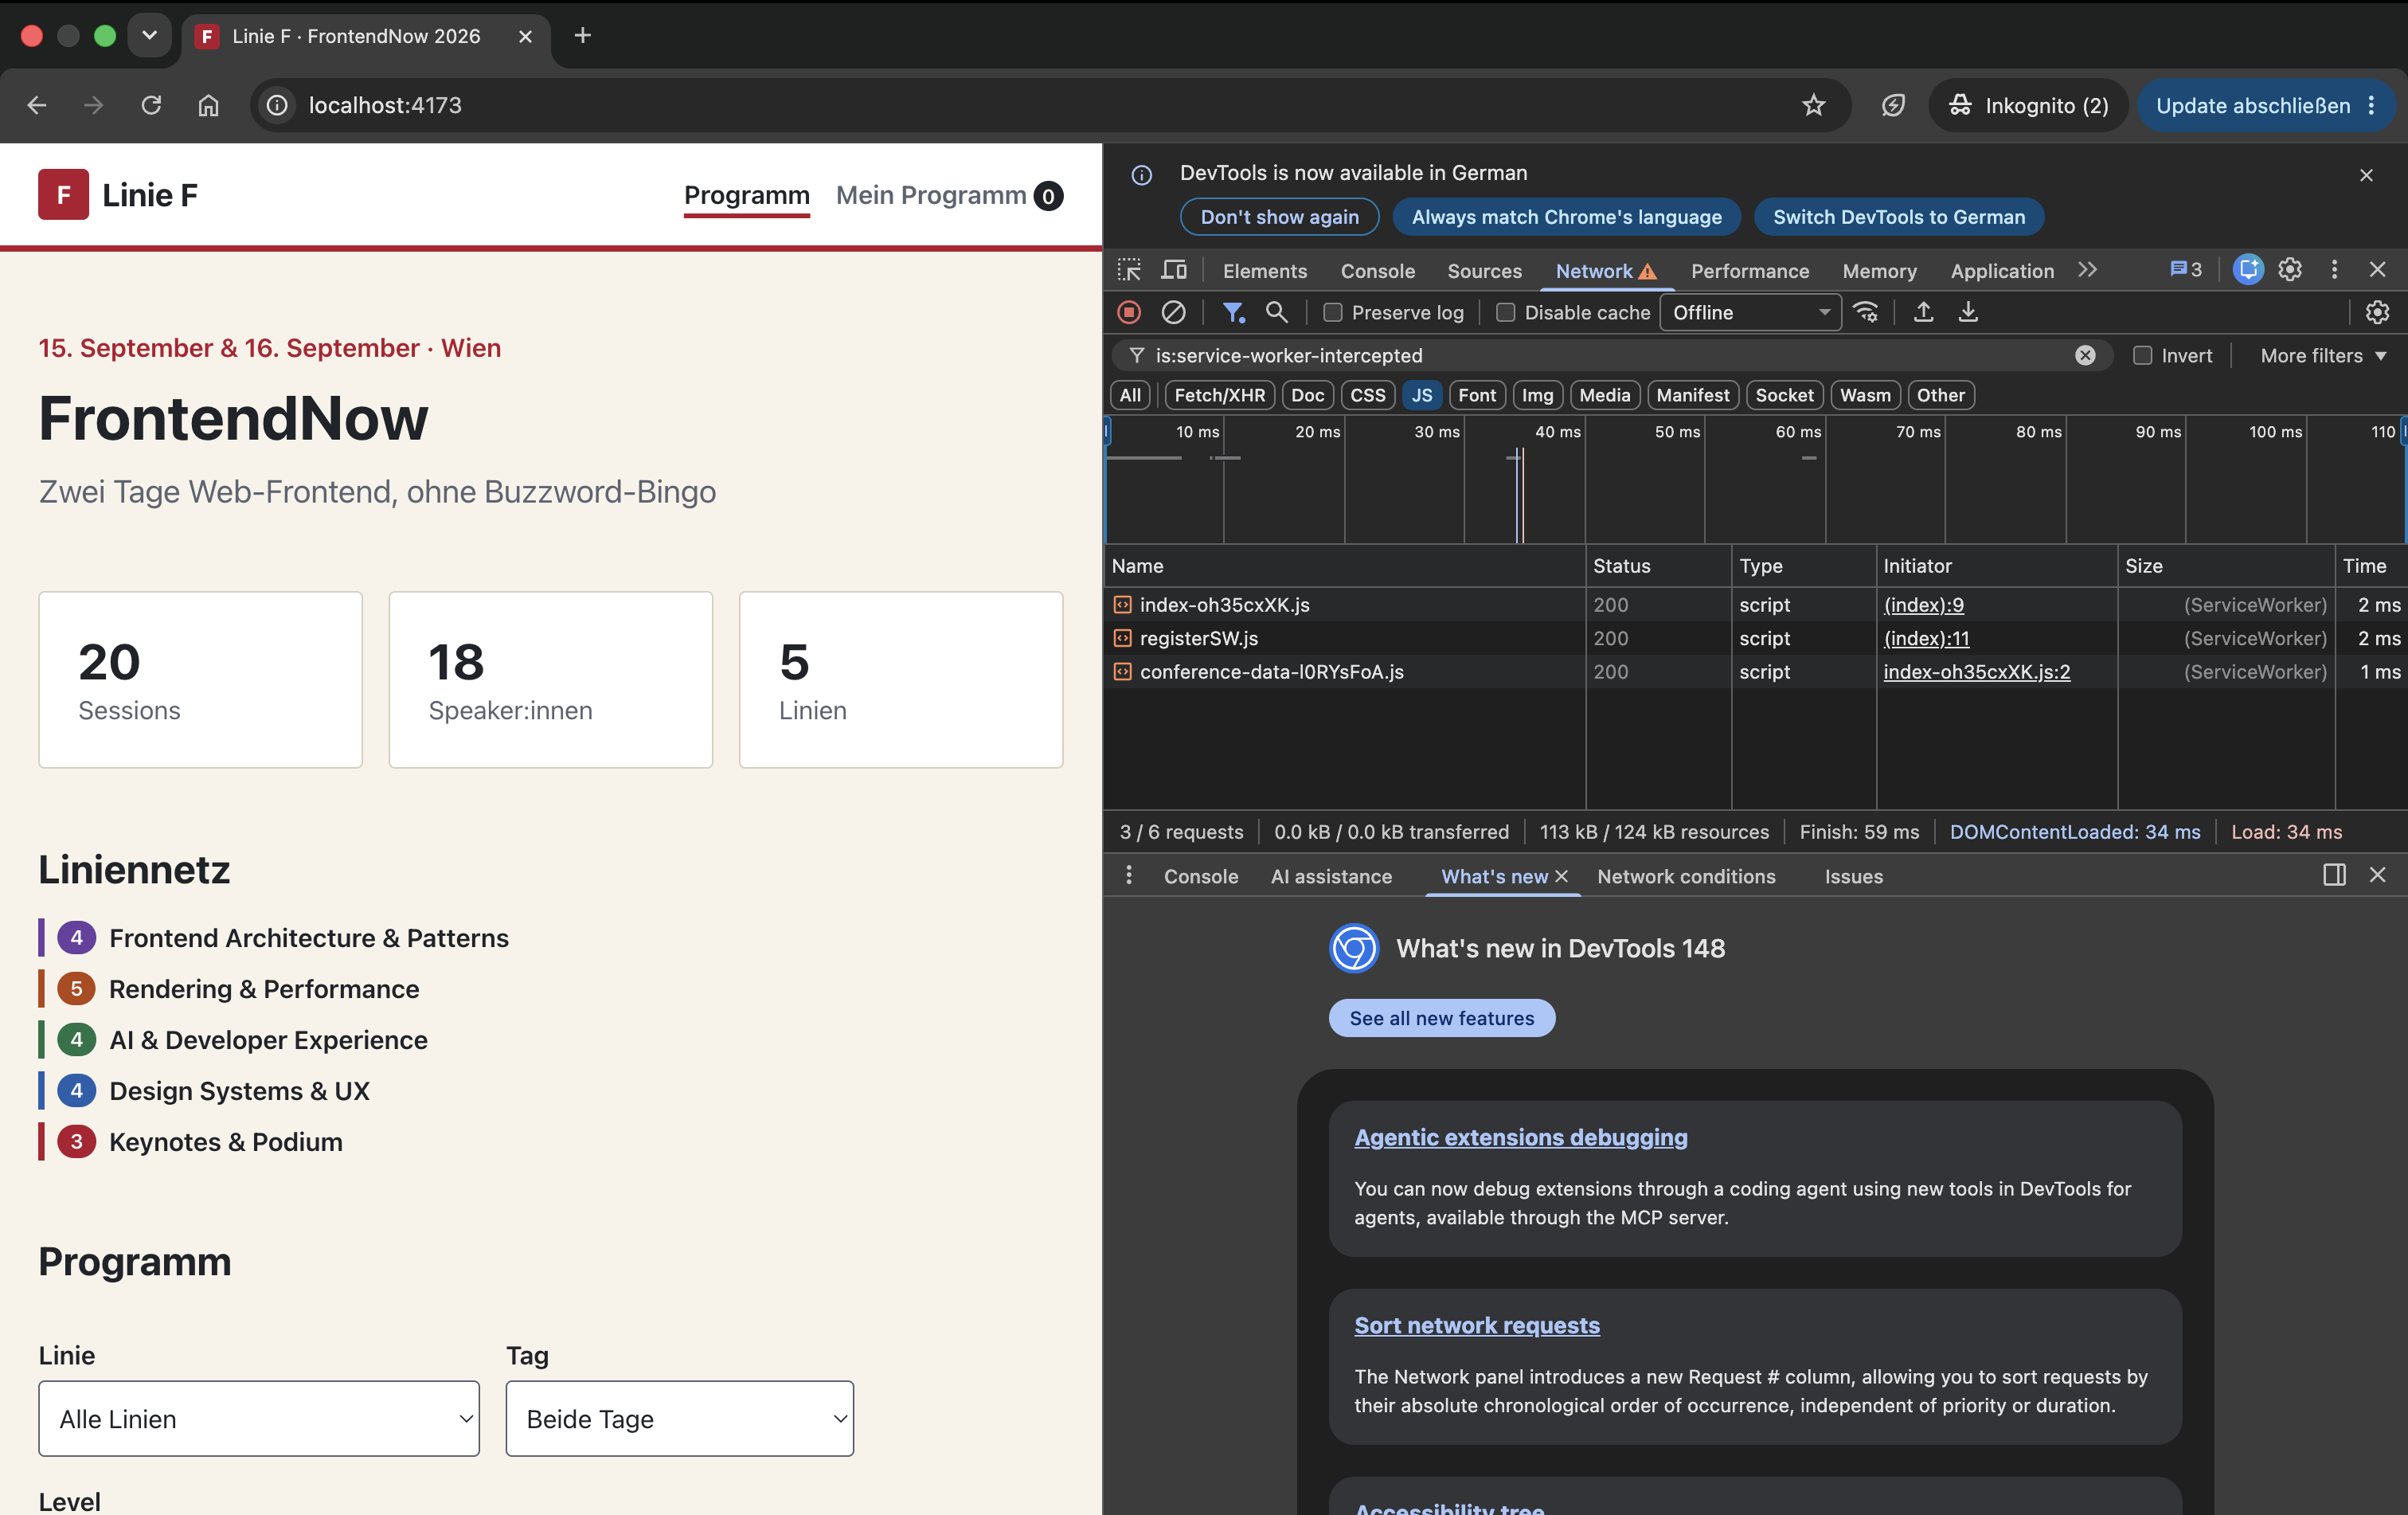 F Linie F · FrontendNow 2026
localhost:4173
Inkognito (2)
Update abschließen
F Linie F
Programm
Mein Programm 0
15. September & 16. September · Wien
FrontendNow
Zwei Tage Web-Frontend, ohne Buzzword-Bingo
20
Sessions
18
Speaker:innen
5
Linien
Liniennetz
4 Frontend Architecture & Patterns
5 Rendering & Performance
4 AI & Developer Experience
4 Design Systems & UX
3 Keynotes & Podium
Programm
Linie
Tag
Alle Linien
Beide Tage
Level
DevTools is now available in German
Don't show again
Always match Chrome's language
Switch DevTools to German
Elements Console Sources Network Performance Memory Application 3
Preserve log Disable cache Offline
is:service-worker-intercepted Invert More filters
All Fetch/XHR Doc CSS JS Font Img Media Manifest Socket Wasm Other
10 ms 20 ms 30 ms 40 ms 50 ms 60 ms 70 ms 80 ms 90 ms 100 ms 110
Name Status Type Initiator Size Time
index-oh35cxXK.js 200 script (index):9 (ServiceWorker) 2 ms
registerSW.js 200 script (index):11 (ServiceWorker) 2 ms
conference-data-l0RYsFoA.js 200 script index-oh35cxXK.js:2 (ServiceWorker) 1 ms
3 / 6 requests 0.0 kB / 0.0 kB transferred 113 kB / 124 kB resources Finish: 59 ms DOMContentLoaded: 34 ms Load: 34 ms
Console AI assistance What's new Network conditions Issues
What's new in DevTools 148
See all new features
Agentic extensions debugging
You can now debug extensions through a coding agent using new tools in DevTools for
agents, available through the MCP server.
Sort network requests
The Network panel introduces a new Request # column, allowing you to sort requests by
their absolute chronological order of occurrence, independent of priority or duration.
Accessibility tree